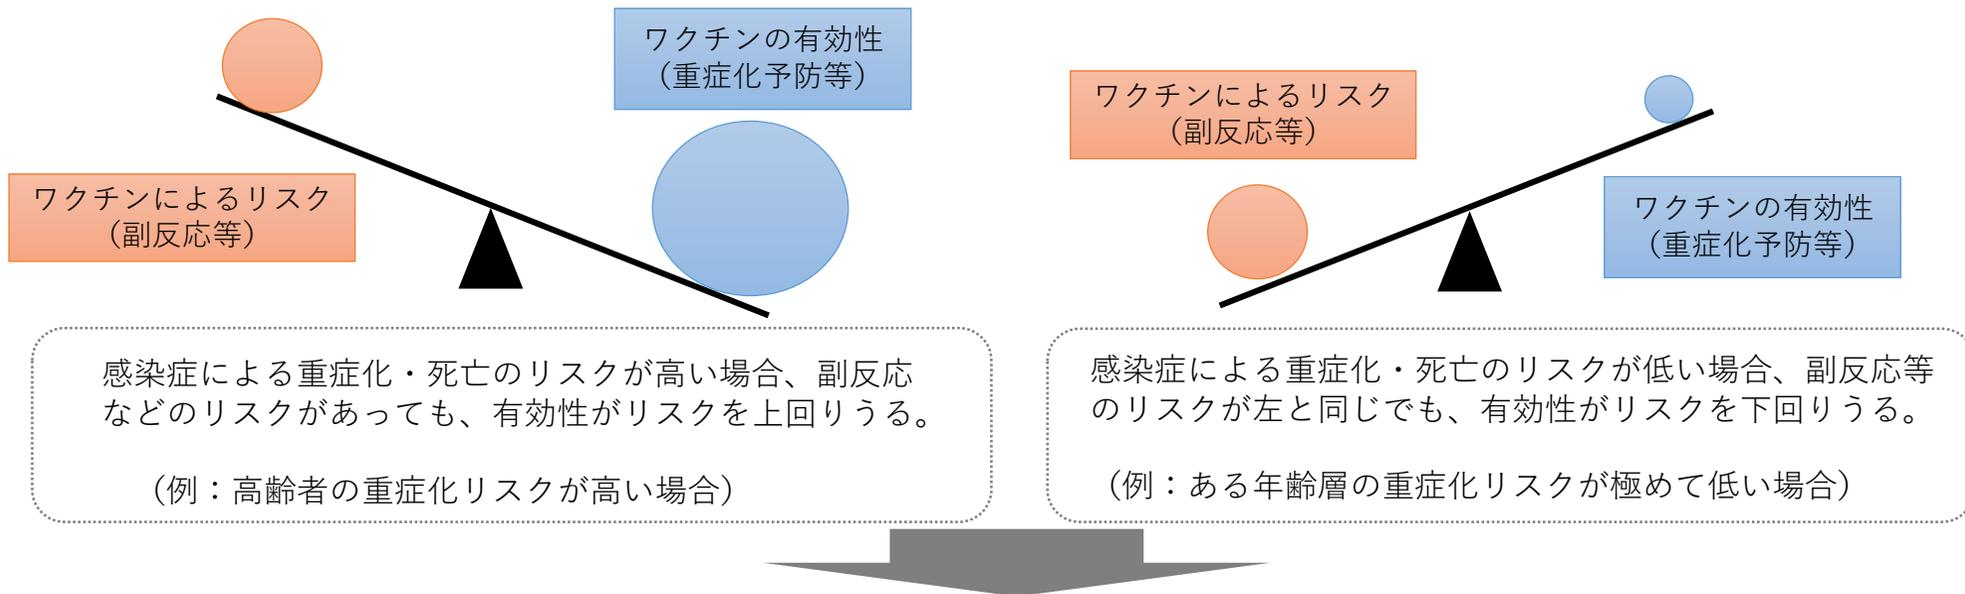 ワクチンの有効性
（重症化予防等）
ワクチンによるリスク
（副反応等）
感染症による重症化・死亡のリスクが高い場合、副反応
などのリスクがあっても、有効性がリスクを上回りうる。
（例：高齢者の重症化リスクが高い場合）
ワクチンによるリスク
（副反応等）
ワクチンの有効性
（重症化予防等）
感染症による重症化・死亡のリスクが低い場合、副反応等
のリスクが左と同じでも、有効性がリスクを下回りうる。
（例：ある年齢層の重症化リスクが極めて低い場合）